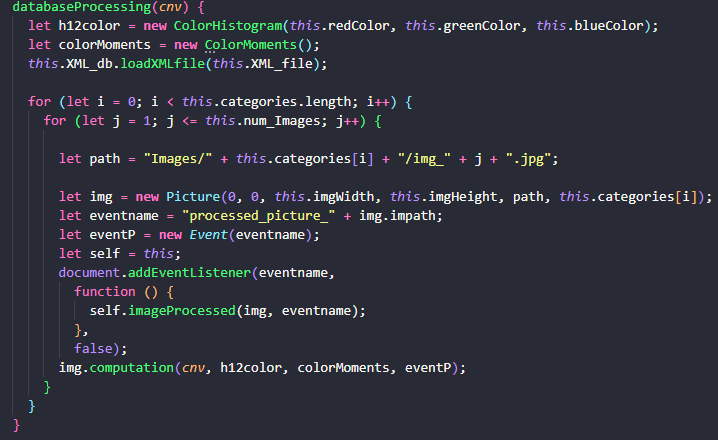 databaseProcessing(cnv) {
let h12color = new ColorHistogram(this.redColor, this.greenColor, this.blueColor);
let colorMoments = new ColorMoments();
this.XML_db.loadXMLfile(this.XML_file);
for (let i = 0; i < this.categories.length; i++) {
for (let j = 1; j <= this.num_Images; j++) {
let path = "Images/" + this.categories[i] + "/img_" + j + ".jpg";
let img = new Picture(0, 0, this.imgWidth, this.imgHeight, path, this.categories[i]);
let eventname = "processed_picture_" + img.impath;
let eventP = new Event(eventname);
let self = this;
document.addEventListener(eventname,
function () {
self.imageProcessed(img, eventname);
},
false);
img.computation(cnv, h12color, colorMoments, eventP);
}
}
}